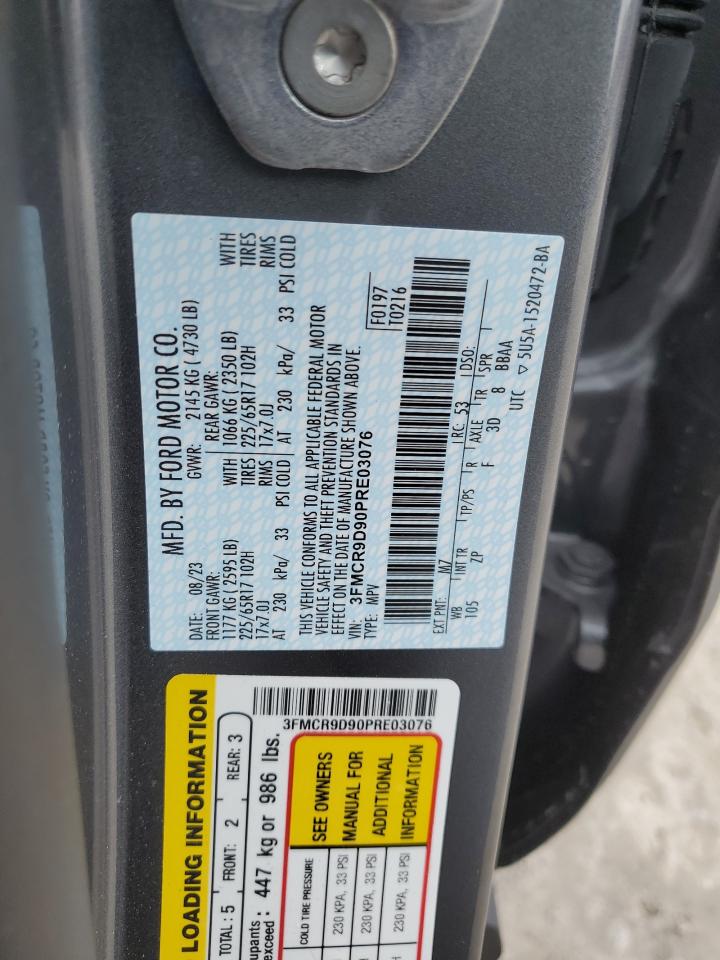 MFD. BY FORD MOTOR CO.
DATE: 08/23 GVWR: 2145 KG ( 4730 LB)
FRONT GAWR: REAR GAWR: WITH
1177 KG ( 2595 LB) 1066 KG ( 2350 LB) TIRES
225/65R17 102H TIRES 225/65R17 102H RIMS
17x7.0J RIMS 17x7.0J
AT 230 kPa/ 33 PSI COLD AT 230 kPa/ 33 PSI COLD
THIS VEHICLE CONFORMS TO ALL APPLICABLE FEDERAL MOTOR
VEHICLE SAFETY AND THEFT PREVENTION STANDARDS IN
EFFECT ON THE DATE OF MANUFACTURE SHOWN ABOVE.
VIN: 3FMCR9D90PRE03076
TYPE: MPV
F0197
T0216
EXT PNT: M7 RC: 53 DSO:
WB INT TR TP/PS R AXLE TR SPR
105 ZP F 3D 8 BBAA
UTC ▽ 5U5A-1520472-BA
LOADING INFORMATION
TOTAL : 5 FRONT: 2 REAR: 3
upants
exceed : 447 kg or 986 lbs.
3FMCR9D90PRE03076
COLD TIRE PRESSURE
230 KPA, 33 PSI
230 KPA, 33 PSI
230 KPA, 33 PSI
SEE OWNERS
MANUAL FOR
ADDITIONAL
INFORMATION